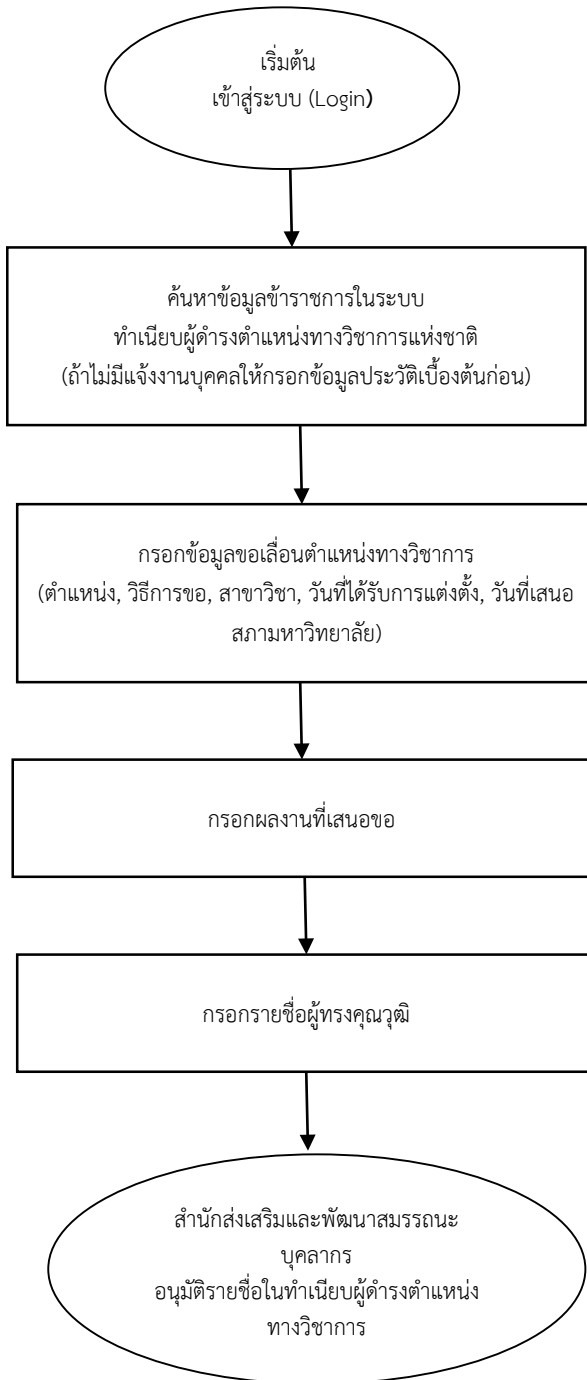 เริ่มต้น
เข้าสู่ระบบ (Login)
ค้นหาข้อมูลข้าราชการในระบบ
ทำเนียบผู้ดำรงตำแหน่งทางวิชาการแห่งชาติ
(ถ้าไม่มีแจ้งงานบุคคลให้กรอกข้อมูลประวัติเบื้องต้นก่อน)
กรอกข้อมูลขอเลื่อนตำแหน่งทางวิชาการ
(ตำแหน่ง, วิธีการขอ, สาขาวิชา, วันที่ได้รับการแต่งตั้ง, วันที่เสนอ
สภามหาวิทยาลัย)
กรอกผลงานที่เสนอขอ
กรอกรายชื่อผู้ทรงคุณวุฒิ
สำนักส่งเสริมและพัฒนาสมรรถนะ
บุคลากร
อนุมัติรายชื่อในทำเนียบผู้ดำรงตำแหน่ง
ทางวิชาการ